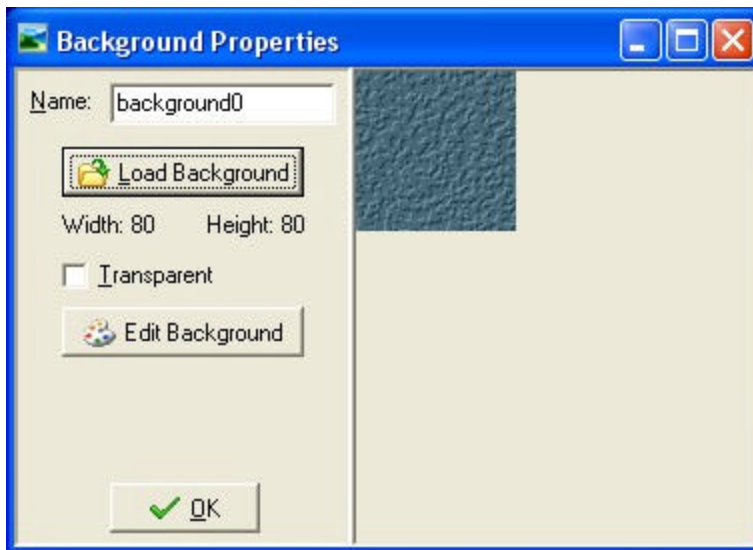 Background Properties
Name: background0
Load Background
Width: 80 Height: 80
Transparent
Edit Background
OK